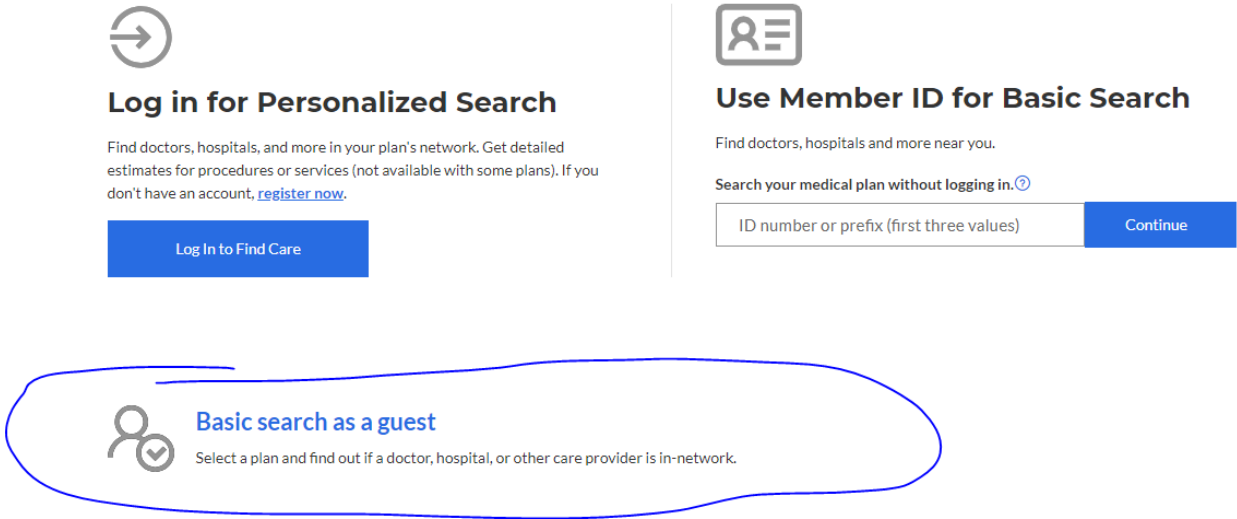 Log in for Personalized Search
Find doctors, hospitals, and more in your plan's network. Get detailed
estimates for procedures or services (not available with some plans). If you
don't have an account, register now.
Log In to Find Care
Use Member ID for Basic Search
Find doctors, hospitals and more near you.
Search your medical plan without logging in.?
ID number or prefix (first three values)
Continue
Basic search as a guest
Select a plan and find out if a doctor, hospital, or other care provider is in-network.